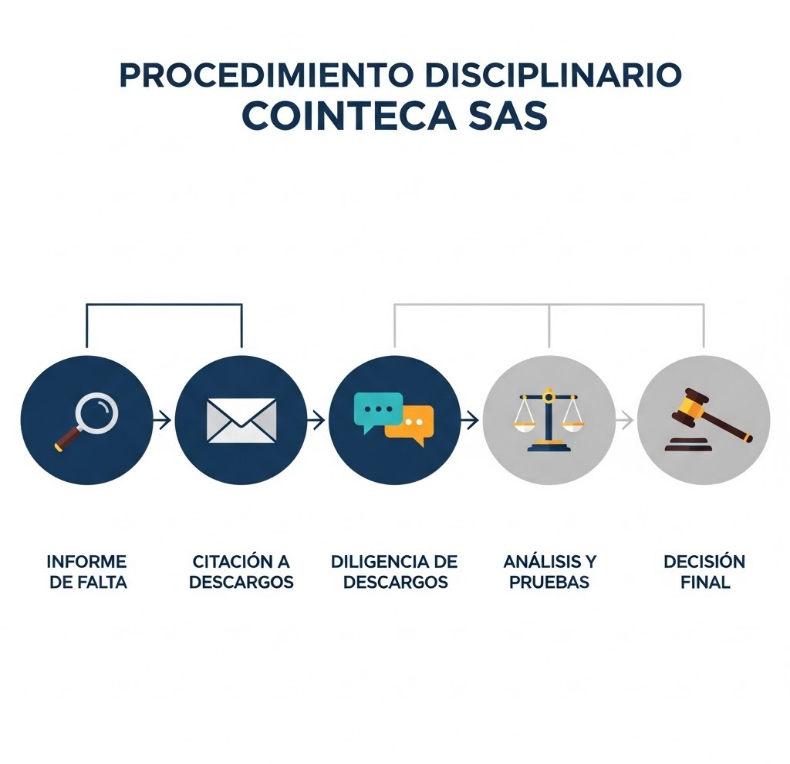 PROCEDIMIENTO DISCIPLINARIO
COINTECA SAS
INFORME
DE FALTA
CITACIÓN A
DESCARGOS
DILIGENCIA DE
DESCARGOS
ANÁLISIS Y
PRUEBAS
DECISIÓN
FINAL